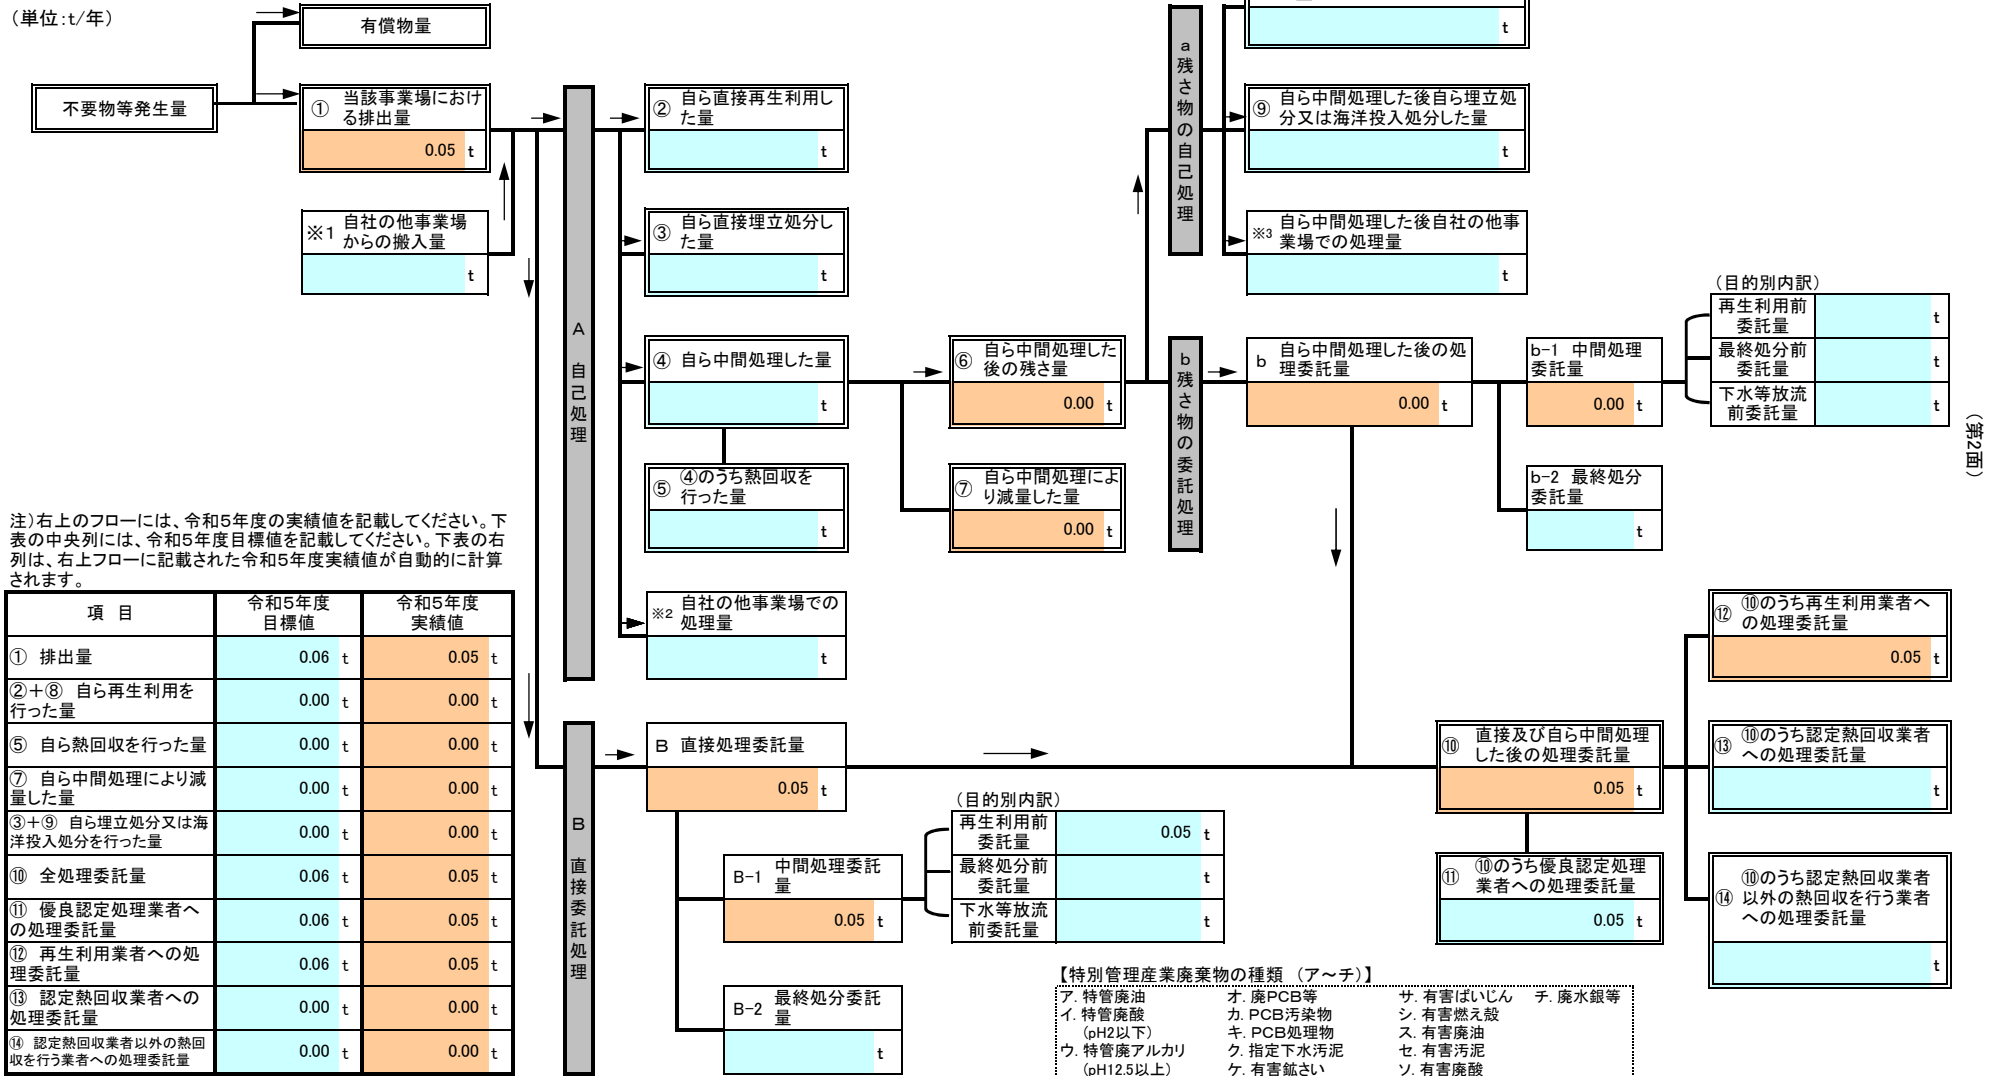 （単位:t/年）
有償物量
不要物等発生量
① 当該事業場におけ
る排出量
0.05 t
※1 自社の他事業場
からの搬入量
t
A 自己処理
② 自ら直接再生利用し
た量
t
③ 自ら直接埋立処分し
た量
t
④ 自ら中間処理した量
t
⑤ ④のうち熱回収を
行った量
t
※2 自社の他事業場での
処理量
t
⑥ 自ら中間処理した
後の残さ量
0.00 t
⑦ 自ら中間処理によ
り減量した量
0.00 t
a 残さ物の自己処理
t
⑨ 自ら中間処理した後自ら埋立処
分又は海洋投入処分した量
t
※3 自ら中間処理した後自社の他事
業場での処理量
t
b 残さ物の委託処理
b 自ら中間処理した後の処
理委託量
0.00 t
b-1 中間処理
委託量
0.00 t
（目的別内訳）
再生利用前
委託量
t
最終処分前
委託量
t
下水等放流
前委託量
t
b-2 最終処分
委託量
t
（第2面）
注）右上のフローには、令和5年度の実績値を記載してください。下
表の中央列には、令和5年度目標値を記載してください。下表の右
列は、右上フローに記載された令和5年度実績値が自動的に計算
されます。
項 目 令和5年度 令和5年度
目標値 実績値
① 排出量 0.06 t 0.05 t
②＋⑧ 自ら再生利用を
行った量 0.00 t 0.00 t
⑤ 自ら熱回収を行った量 0.00 t 0.00 t
⑦ 自ら中間処理により減
量した量 0.00 t 0.00 t
③＋⑨ 自ら埋立処分又は海
洋投入処分を行った量 0.00 t 0.00 t
⑩ 全処理委託量 0.06 t 0.05 t
⑪ 優良認定処理業者へ
の処理委託量 0.06 t 0.05 t
⑫ 再生利用業者への処
理委託量 0.06 t 0.05 t
⑬ 認定熱回収業者への
処理委託量 0.00 t 0.00 t
⑭ 認定熱回収業者以外の熱回
収を行う業者への処理委託量 0.00 t 0.00 t
B 直接委託処理
B 直接処理委託量
0.05 t
B-1 中間処理委託
量
0.05 t
（目的別内訳）
再生利用前
委託量
0.05 t
最終処分前
委託量
t
下水等放流
前委託量
t
B-2 最終処分委託
量
t
⑩ 直接及び自ら中間処理
した後の処理委託量
0.05 t
⑪ ⑩のうち優良認定処理
業者への処理委託量
0.05 t
⑫ ⑩のうち再生利用業者へ
の処理委託量
0.05 t
⑬ ⑩のうち認定熱回収業者
への処理委託量
t
⑭ ⑩のうち認定熱回収業者
以外の熱回収を行う業者
への処理委託量
t
【特別管理産業廃棄物の種類 （ア～チ）】
ア. 特管廃油 オ. 廃PCB等 サ. 有害ばいじん チ. 廃水銀等
イ. 特管廃酸 カ. PCB汚染物 シ. 有害燃え殻
（pH2以下） キ. PCB処理物 ス. 有害廃油
ウ. 特管廃アルカリ ク. 指定下水汚泥 セ. 有害汚泥
（pH12.5以上） ケ. 有害鉱さい ソ. 有害廃酸